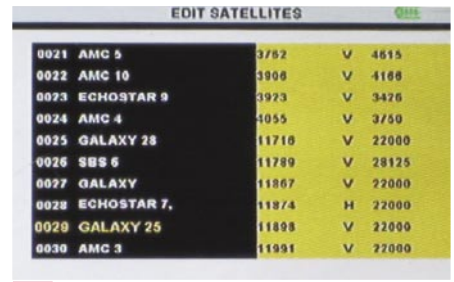 EDIT SATELLITES
0021 AMC 5 3762 V 4615
0022 AMC 10 3906 V 4166
0023 ECHOSTAR 9 3923 V 3426
0024 AMC 4 4055 V 3750
0025 GALAXY 28 11716 V 22000
0026 SBS 6 11789 V 28125
0027 GALAXY 11867 V 22000
0028 ECHOSTAR 7, 11874 H 22000
0029 GALAXY 25 11898 V 22000
0030 AMC 3 11991 V 22000